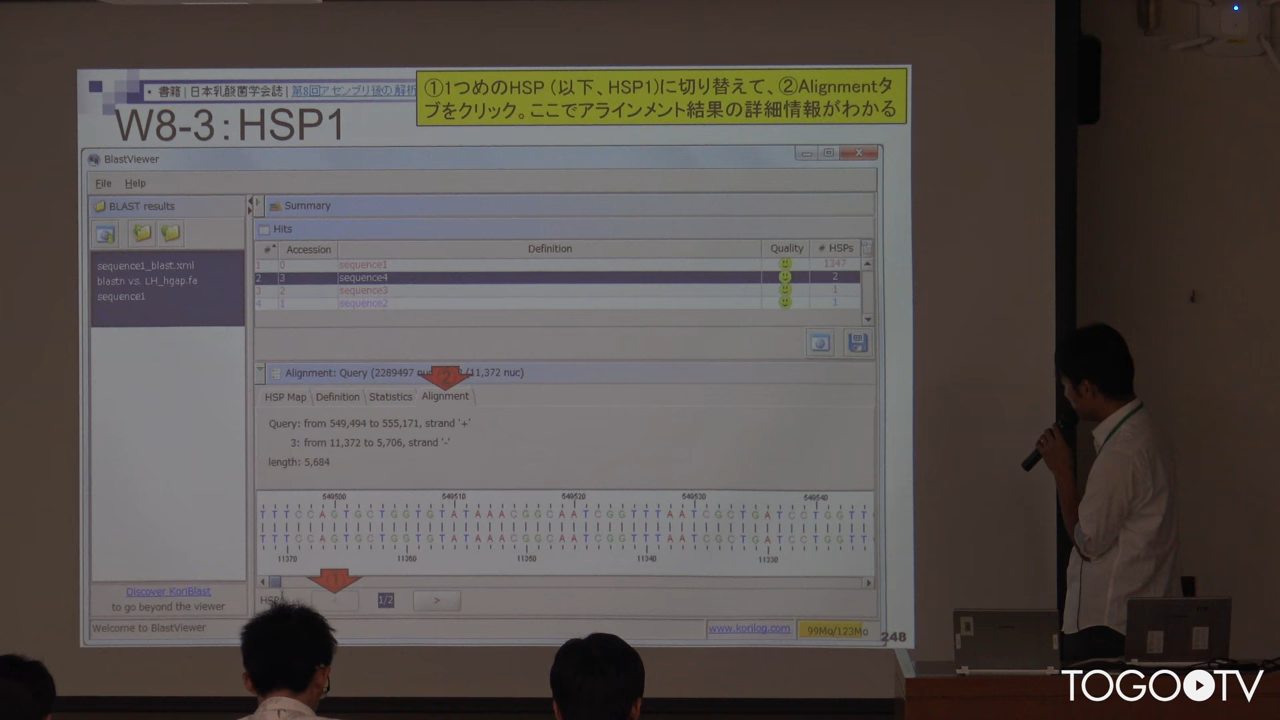 • 書籍 | 日本乳酸菌学会誌 | 第8回アセンブリ後の解析
①1つめのHSP (以下、HSP1)に切り替えて、②Alignmentタ
ブをクリック。ここでアラインメント結果の詳細情報がわかる
W8-3：HSP1
BlastViewer
File Help
BLAST results
sequence1_blast.xml
blastn vs. LH_hgap.fa
sequence1
Summary
Hits
# Accession Definition Quality # HSPs
1 0 sequence1 1347
2 3 sequence4 2
3 2 sequence3 1
4 1 sequence2 1
Alignment: Query (2289497 (11,372 nuc)
②
HSP Map Definition Statistics Alignment
Query: from 549,494 to 555,171, strand '+'
3: from 11,372 to 5,706, strand '-'
length: 5,684
549500 549510 549520 549530 549540
TTTCCAGTGCTGGTGTATAAACGGCAATCGGTTTAATCGCTGATCCTGGTT
TTTCCAGTGCTGGTGTATAAACGGCAATCGGTTTAATCGCTGATCCTGGTT
11370 11360 11350 11340 11330
①
1/2 >
Discover KoriBlast
to go beyond the viewer
Welcome to BlastViewer
www.korilog.com
99Mo/123Mo
248
TOGOTV